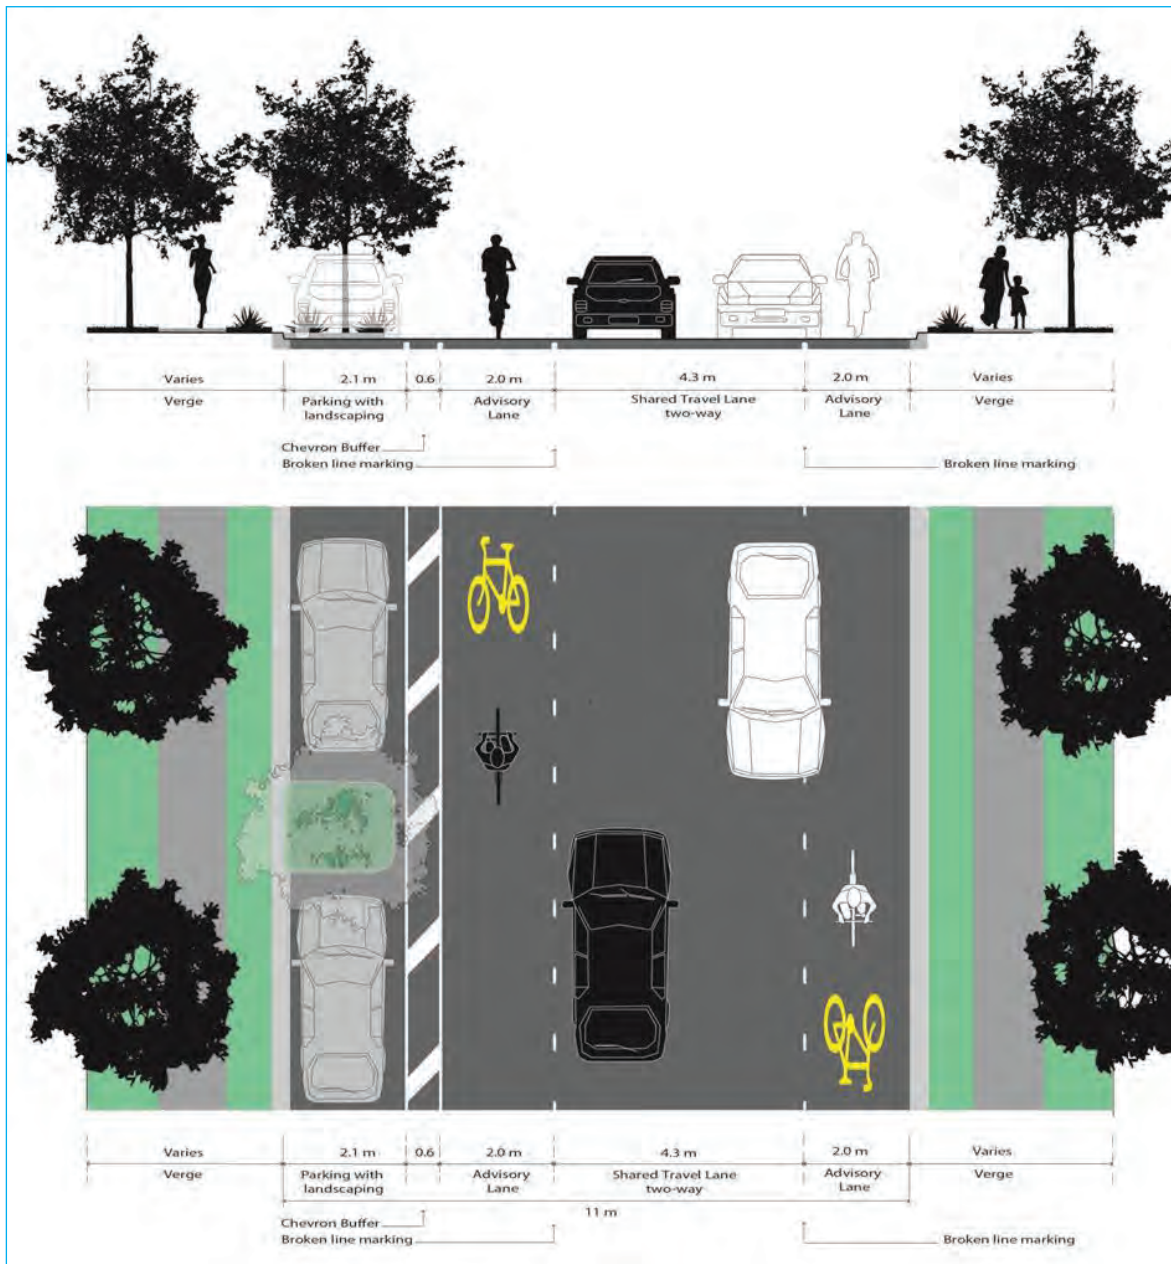 Varies 2.1 m 0.6 2.0 m 4.3 m 2.0 m Varies
Verge Parking with Advisory Shared Travel Lane Advisory Verge
landscaping Lane two-way Lane
Chevron Buffer
Broken line marking Broken line marking
Varies 2.1 m 0.6 2.0 m 4.3 m 2.0 m Varies
Verge Parking with Advisory Shared Travel Lane Advisory Verge
landscaping Lane two-way Lane
11 m
Chevron Buffer
Broken line marking Broken line marking